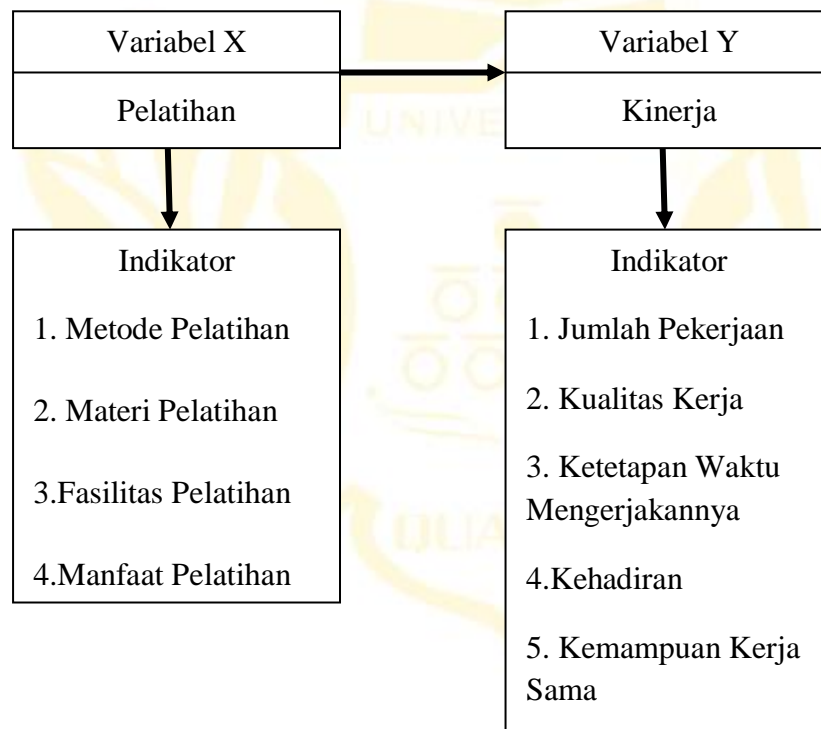 Variabel X
Pelatihan
Variabel Y
Kinerja
Indikator
1. Metode Pelatihan
2. Materi Pelatihan
3.Fasilitas Pelatihan
4.Manfaat Pelatihan
Indikator
1. Jumlah Pekerjaan
2. Kualitas Kerja
3. Ketetapan Waktu
Mengerjakannya
4.Kehadiran
5. Kemampuan Kerja
Sama